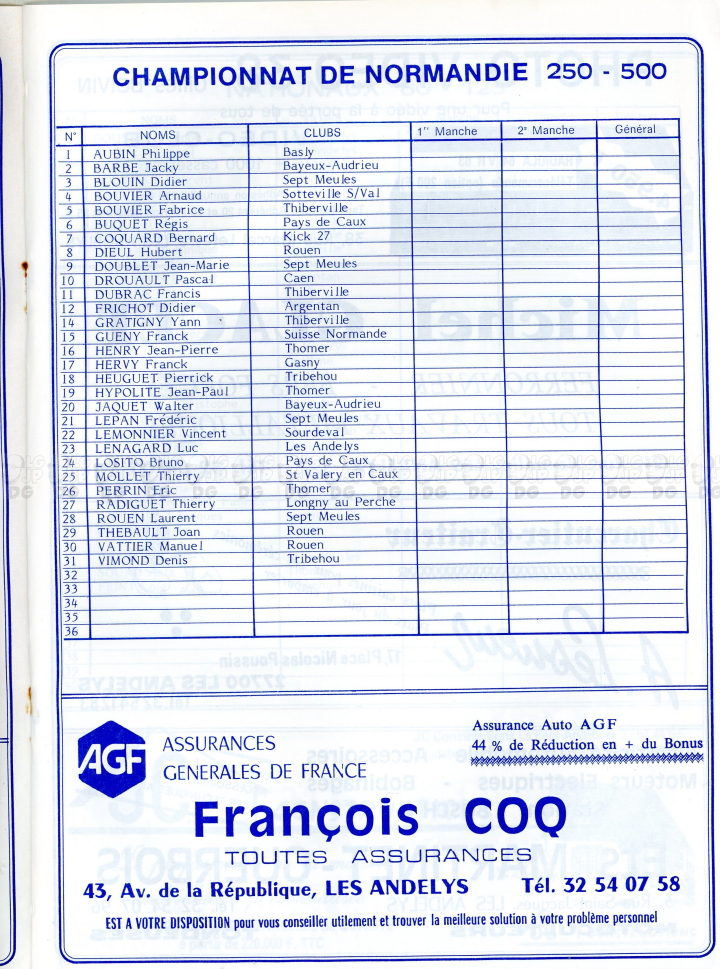 CHAMPIONNAT DE NORMANDIE 250 - 500
N° NOMS CLUBS 1re Manche 2e Manche Général
1 AUBIN Philippe Basly
2 BARBE Jacky Bayeux-Audrieu
3 BLOUIN Didier Sept Meules
4 BOUVIER Arnaud Sotteville S/Val
5 BOUVIER Fabrice Thiberville
6 BUQUET Régis Pays de Caux
7 COQUARD Bernard Kick 27
8 DIEUL Hubert Rouen
9 DOUBLET Jean-Marie Sept Meules
10 DROUAULT Pascal Caen
11 DUBRAC Francis Thiberville
12 FRICHOT Didier Argentan
14 GRATIGNY Yann Thiberville
15 GUENY Franck Suisse Normande
16 HENRY Jean-Pierre Thomer
17 HERVY Franck Gasny
18 HEUGUET Pierrick Tribehou
19 HYPOLITE Jean-Paul Thomer
20 JAQUET Walter Bayeux-Audrieu
21 LEPAN Frédéric Sept Meules
22 LEMONNIER Vincent Sourdeval
23 LENAGARD Luc Les Andelys
24 LOSITO Bruno Pays de Caux
25 MOLLET Thierry St Valery en Caux
26 PERRIN Eric Thomer
27 RADIGUET Thierry Longny au Perche
28 ROUEN Laurent Sept Meules
29 THEBAULT Joan Rouen
30 VATTIER Manuel Rouen
31 VIMOND Denis Tribehou
32
33
34
35
36
AGF
ASSURANCES
GENERALES DE FRANCE
Assurance Auto AGF
44 % de Réduction en + du Bonus
François COQ
TOUTES ASSURANCES
43, Av. de la République, LES ANDELYS Tél. 32 54 07 58
EST A VOTRE DISPOSITION pour vous conseiller utilement et trouver la meilleure solution à votre problème personnel